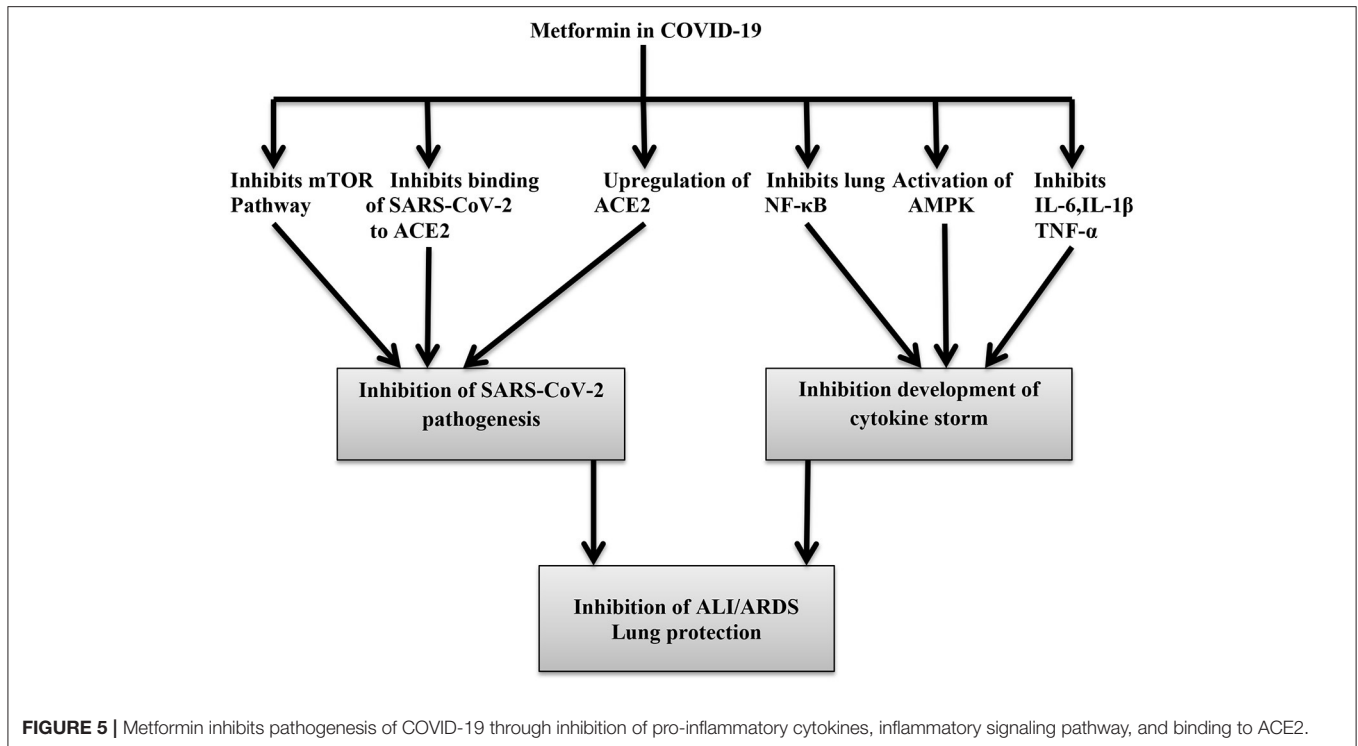 Metformin in COVID-19
Inhibits mTOR
Pathway
Inhibits binding
of SARS-CoV-2
to ACE2
Upregulation of
ACE2
Inhibits lung
NF-κB
Activation of
AMPK
Inhibits
IL-6,IL-1β
TNF-α
Inhibition of SARS-CoV-2
pathogenesis
Inhibition development of
cytokine storm
Inhibition of ALI/ARDS
Lung protection
FIGURE 5 | Metformin inhibits pathogenesis of COVID-19 through inhibition of pro-inflammatory cytokines, inflammatory signaling pathway, and binding to ACE2.